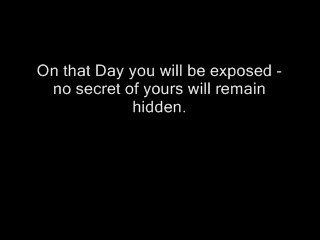 On that Day you will be exposed -
no secret of yours will remain
hidden.